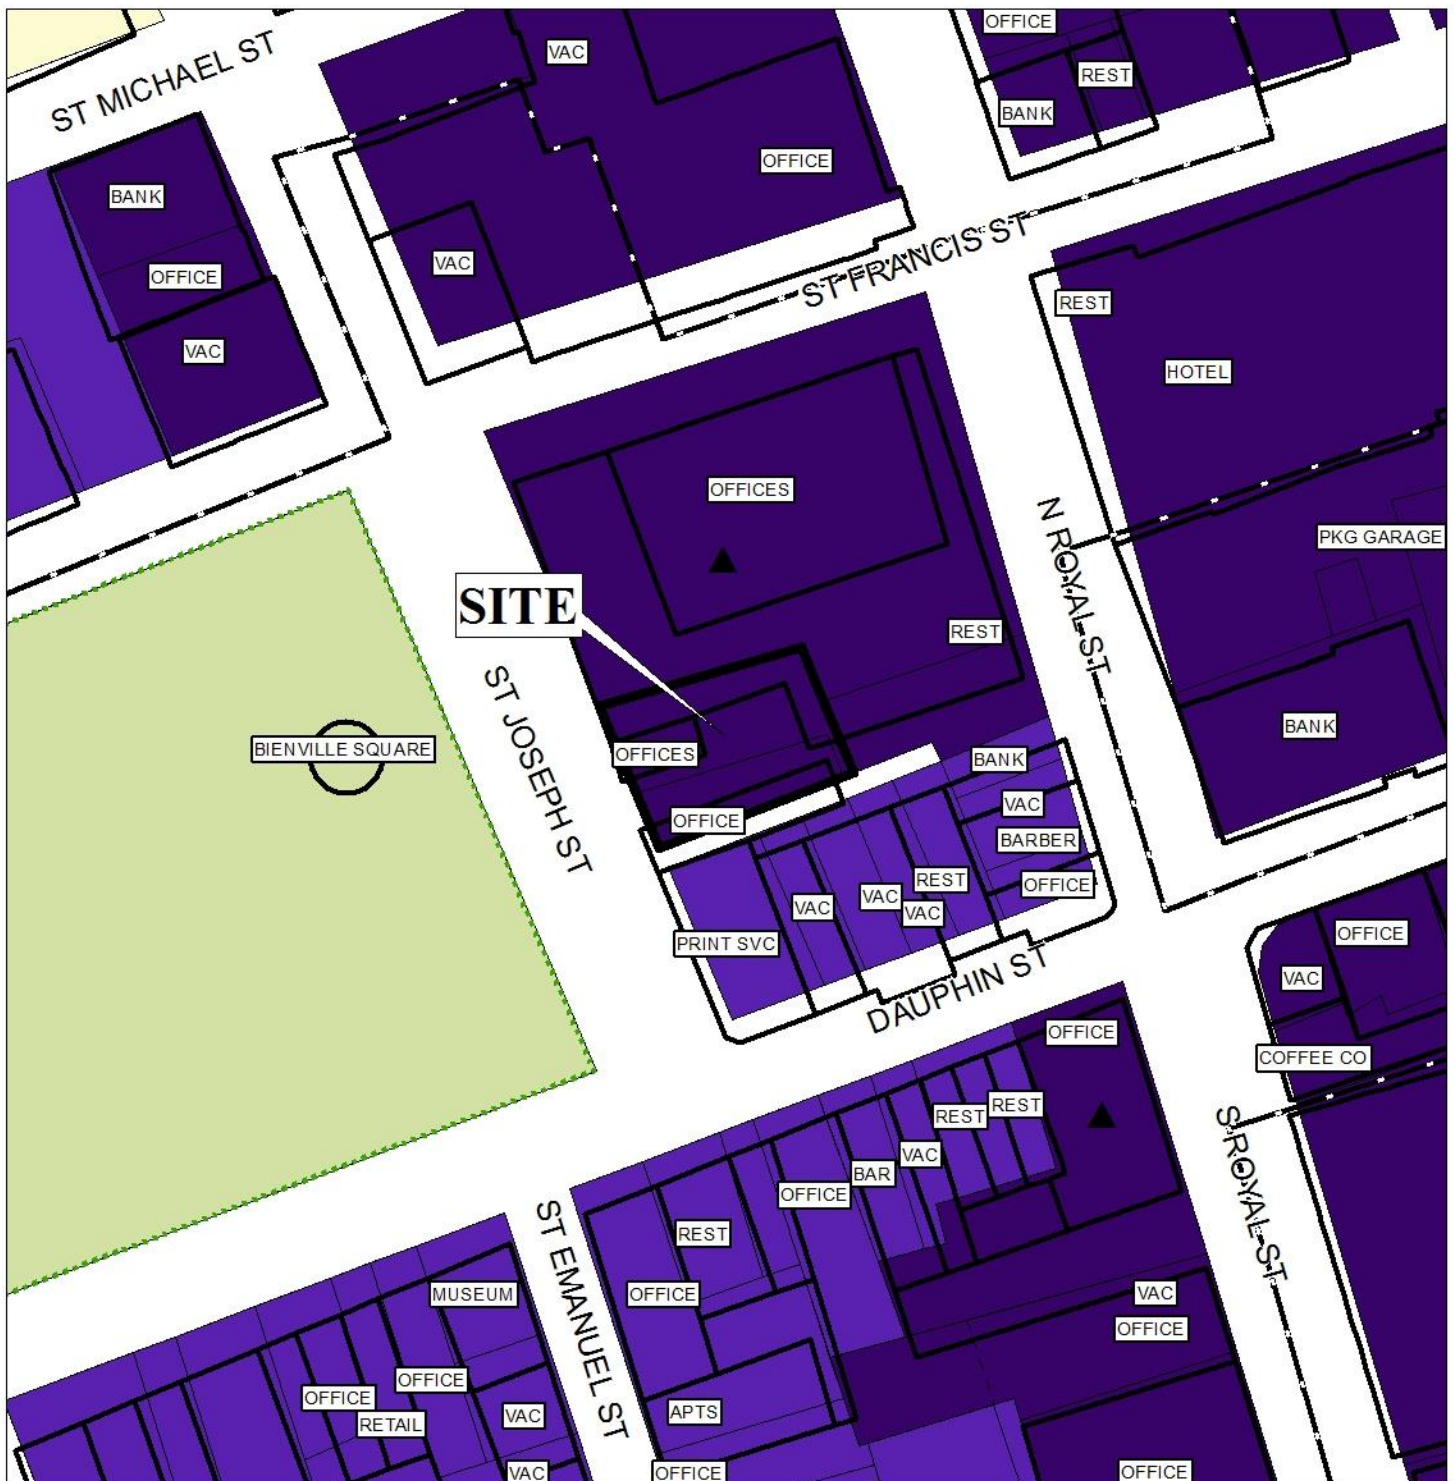 OFFICE
VAC
ST MICHAEL ST
REST
BANK
OFFICE
BANK
ST FRANCIS ST
VAC
OFFICE
REST
VAC
HOTEL
OFFICES
N ROYAL ST
PKG GARAGE
SITE
REST
ST JOSEPH ST
BANK
BIENVILLE SQUARE
OFFICES
BANK
VAC
OFFICE
BARBER
REST
OFFICE
VAC
VAC
VAC
PRINT SVC
OFFICE
VAC
DAUPHIN ST
OFFICE
COFFEE CO
REST
REST
VAC
S ROYAL ST
BAR
OFFICE
REST
ST EMANUEL ST
MUSEUM
OFFICE
VAC
OFFICE
OFFICE
OFFICE
RETAIL
VAC
APTS
VAC
OFFICE
OFFICE